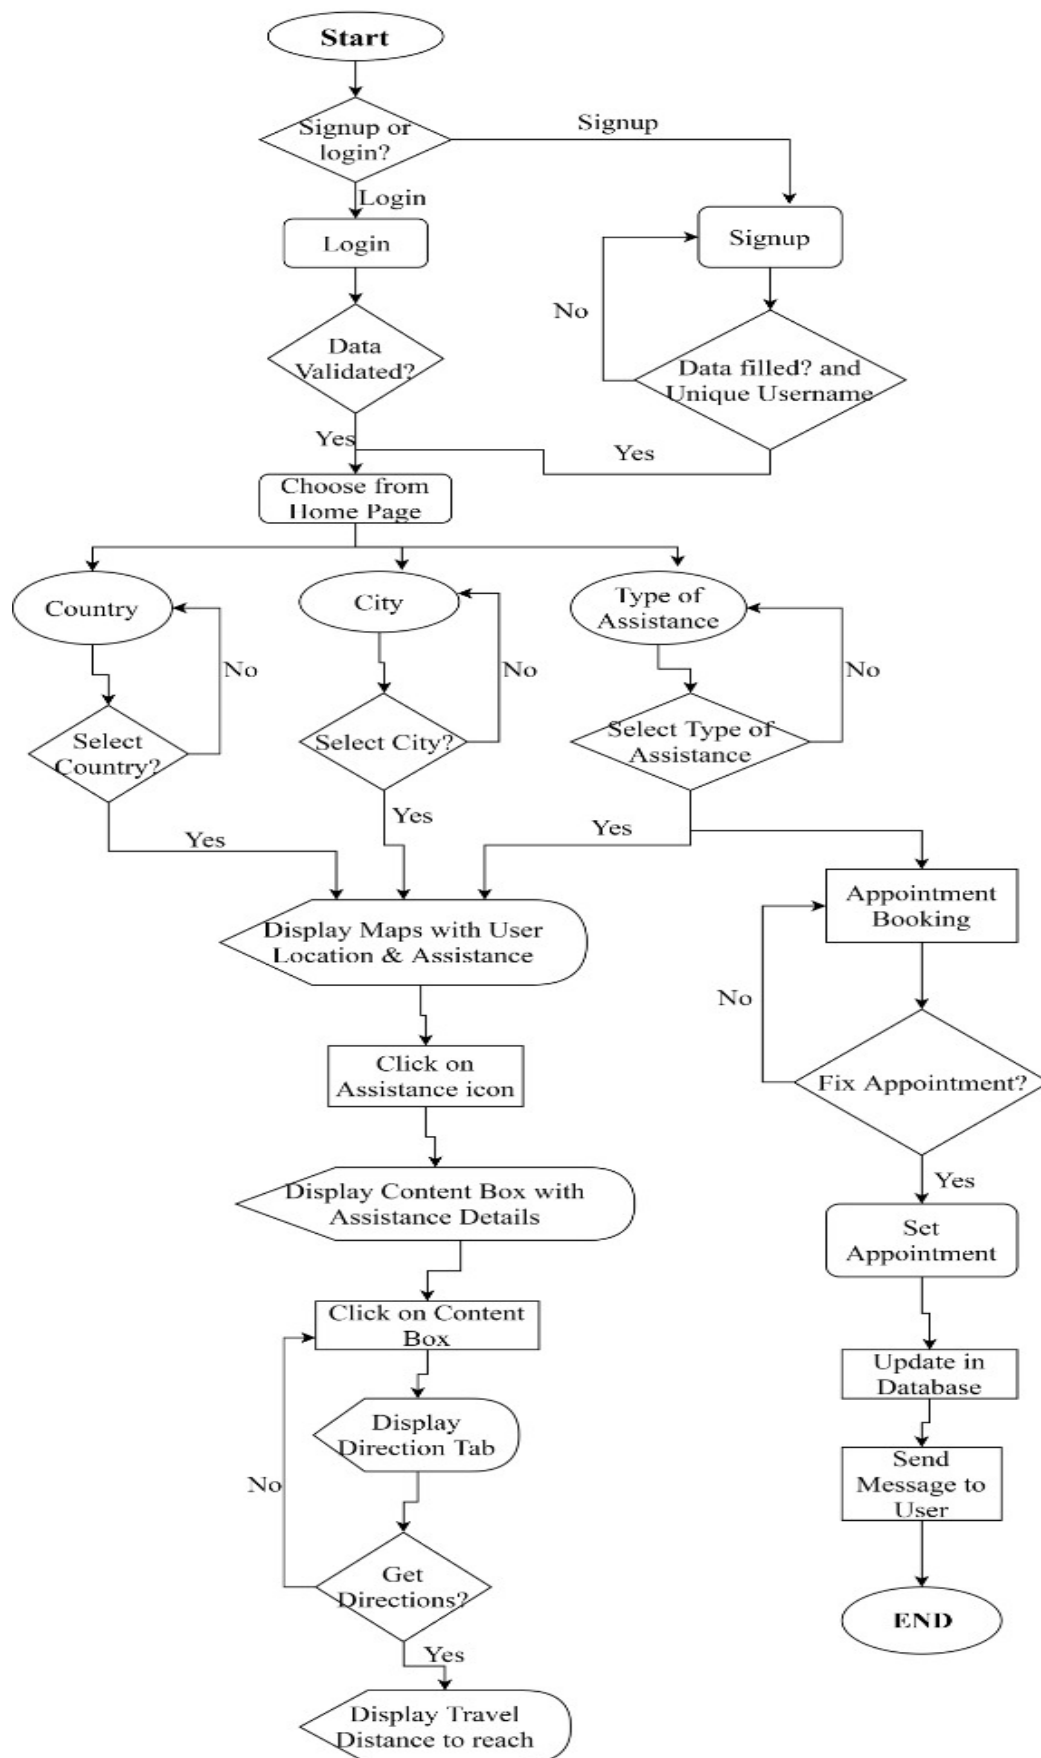 Start
Signup or
login?
Signup
Login
Login
Signup
No
Data
Validated?
Data filled? and
Unique Username
Yes
Yes
Choose from
Home Page
Country
City
Type of
Assistance
No
No
No
Select
Country?
Select City?
Select Type of
Assistance
Yes
Yes
Yes
Appointment
Booking
Display Maps with User
Location & Assistance
No
Click on
Assistance icon
Fix Appointment?
Display Content Box with
Assistance Details
Yes
Set
Appointment
Click on Content
Box
Update in
Database
Display
Direction Tab
No
Send
Message to
User
Get
Directions?
END
Yes
Display Travel
Distance to reach